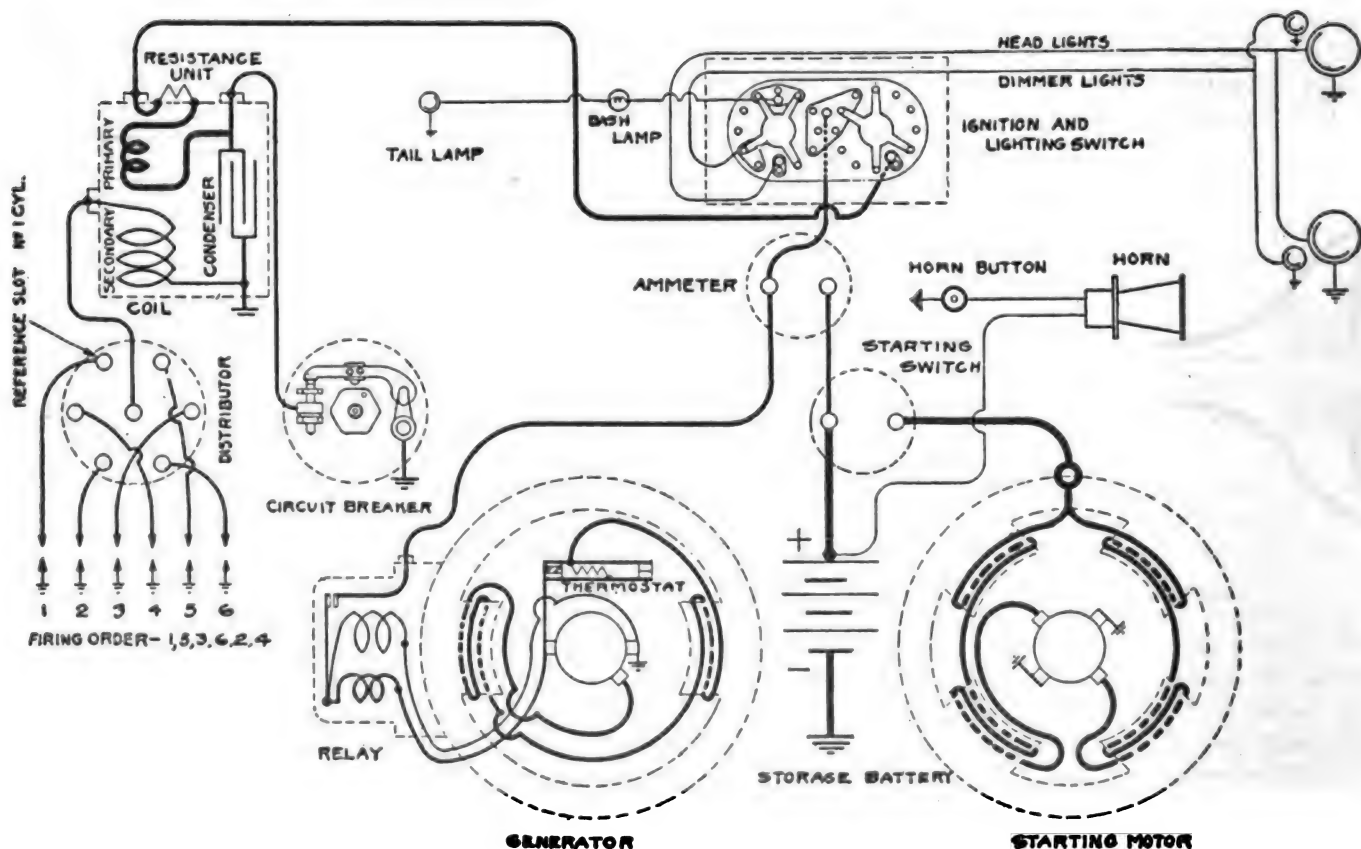 HEAD LIGHTS
RESISTANCE
UNIT
DIMMER LIGHTS
DASH
LAMP
IGNITION AND
LIGHTING SWITCH
TAIL LAMP
PRIMARY
SECONDARY
CONDENSER
COIL
REFERENCE SLOT Nº 1 CYL.
DISTRIBUTOR
AMMETER
HORN BUTTON
HORN
STARTING
SWITCH
CIRCUIT BREAKER
+
THERMOSTAT
1 2 3 4 5 6
FIRING ORDER- 1,5,3,6,2,4
-
RELAY
STORAGE BATTERY
GENERATOR
STARTING MOTOR